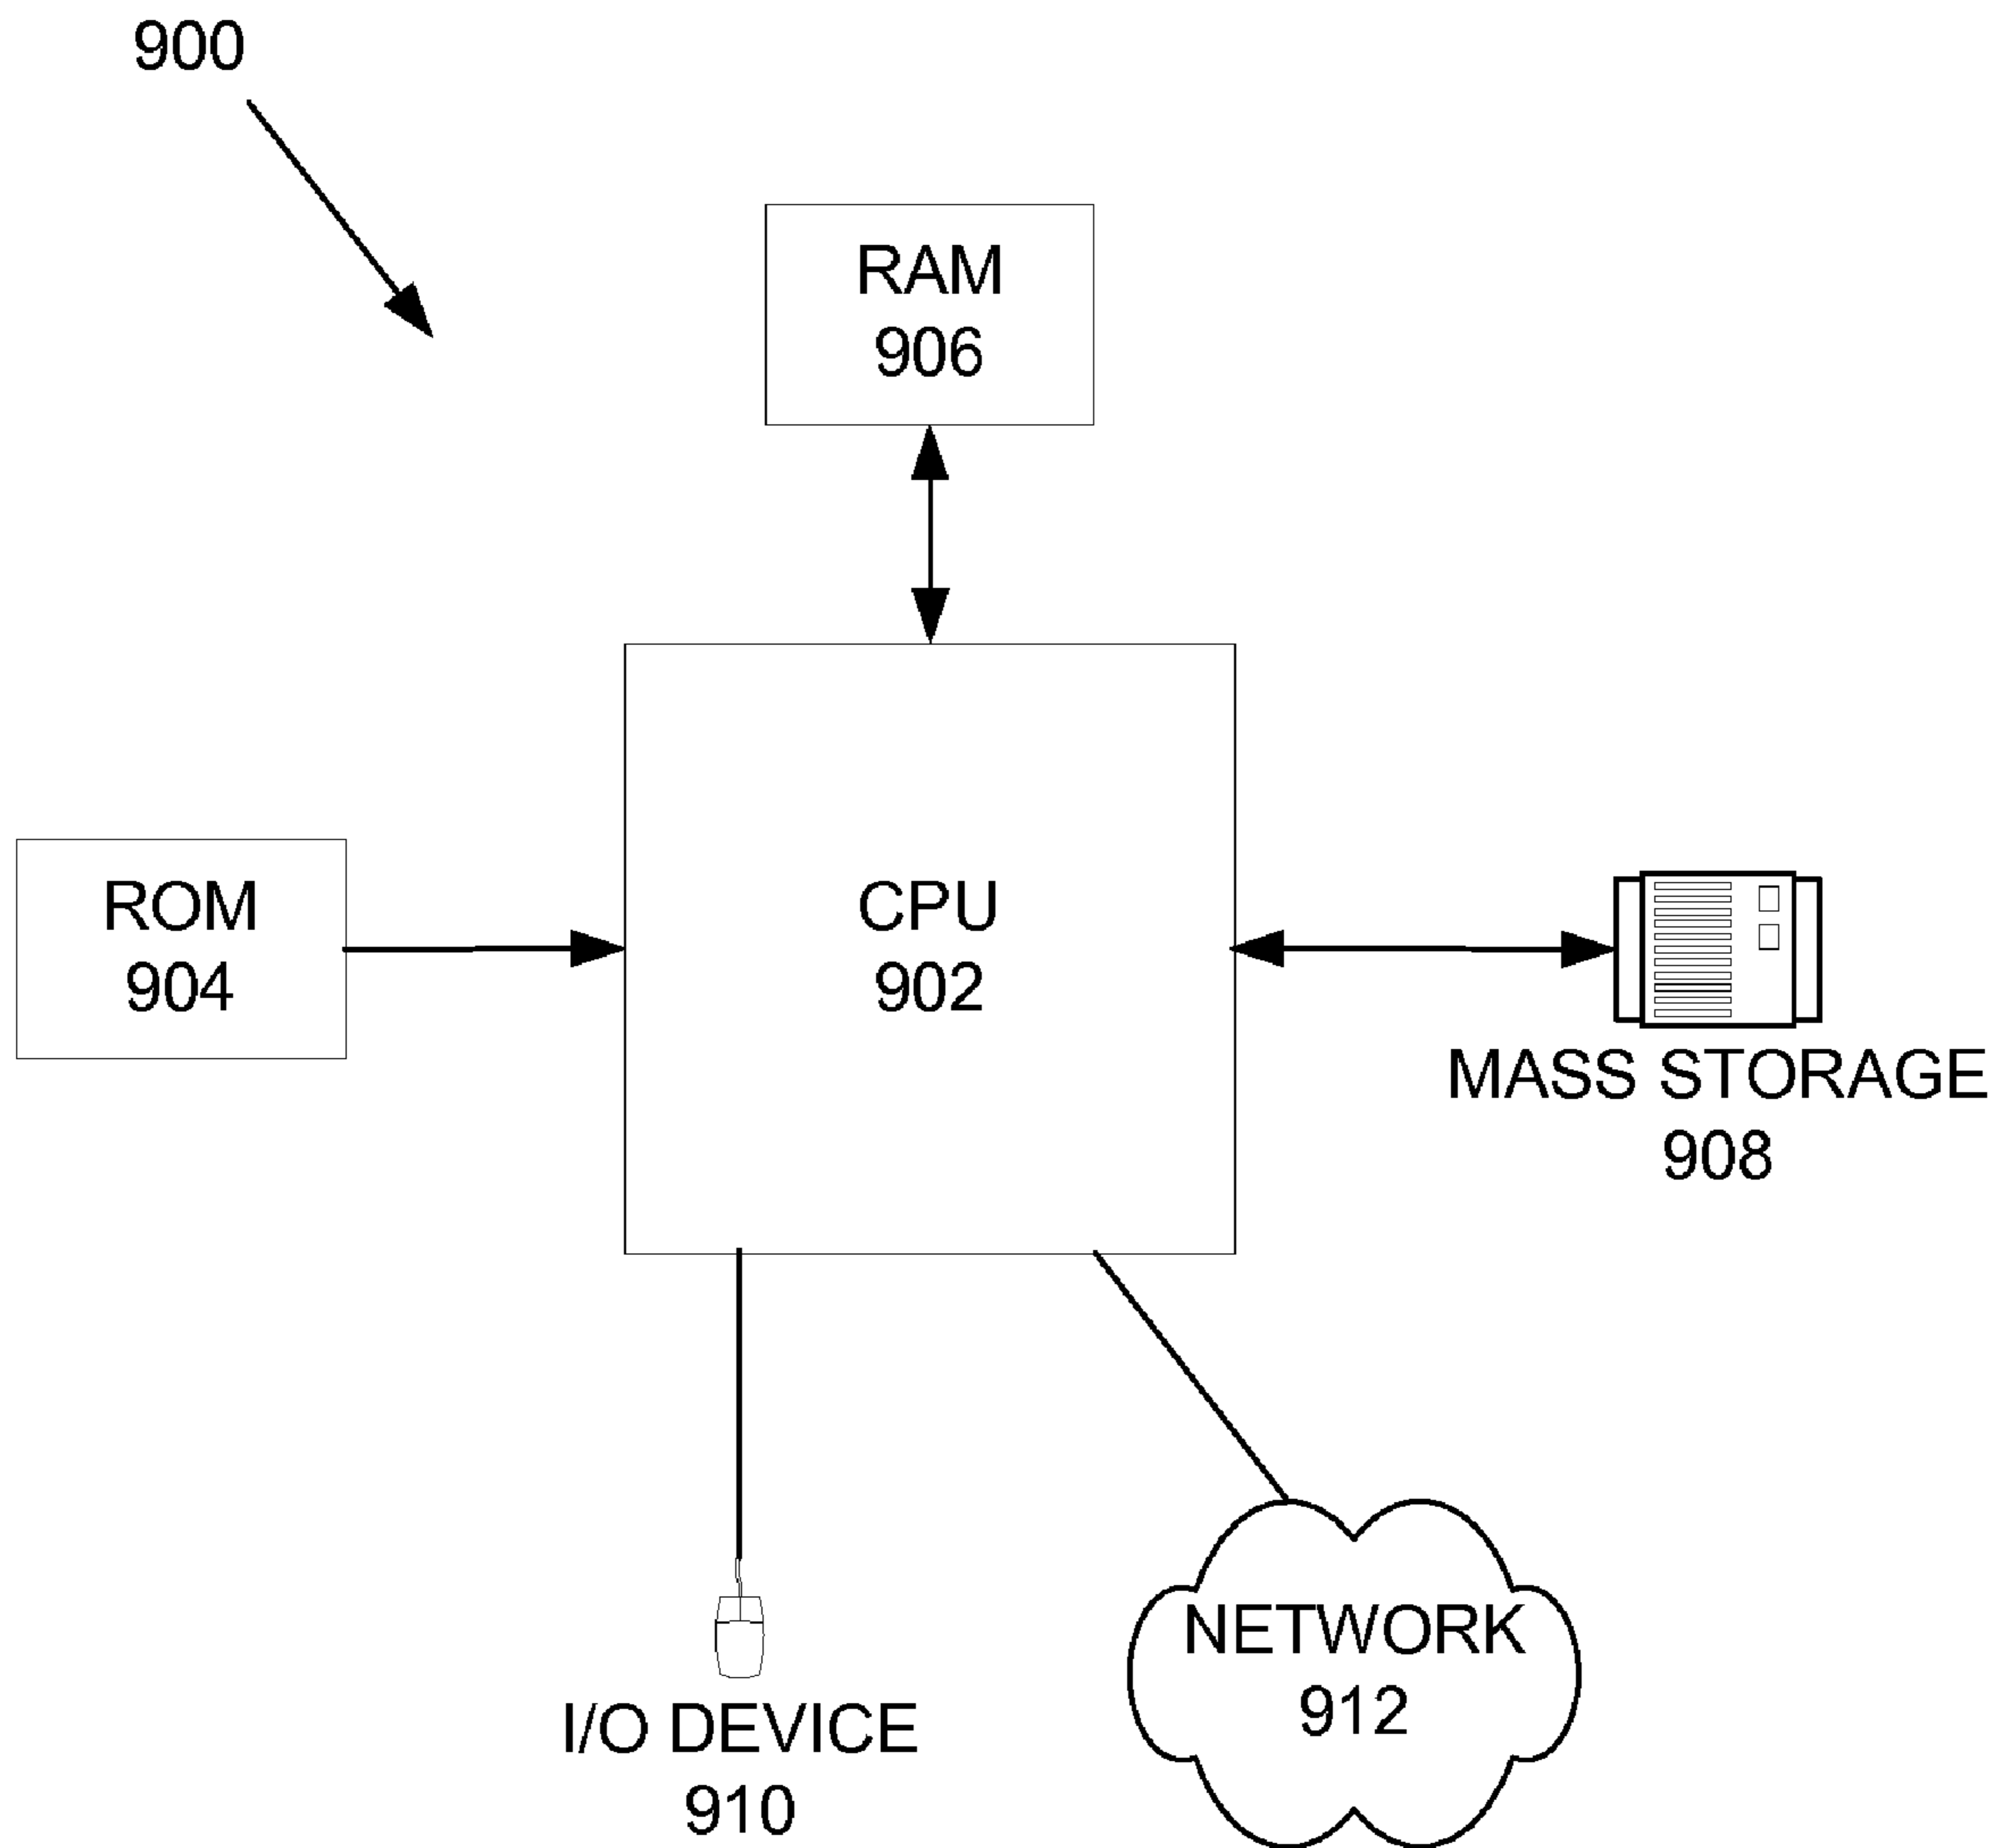 900
RAM
906
ROM
904
CPU
902
MASS STORAGE
908
I/O DEVICE
910
NETWORK
912